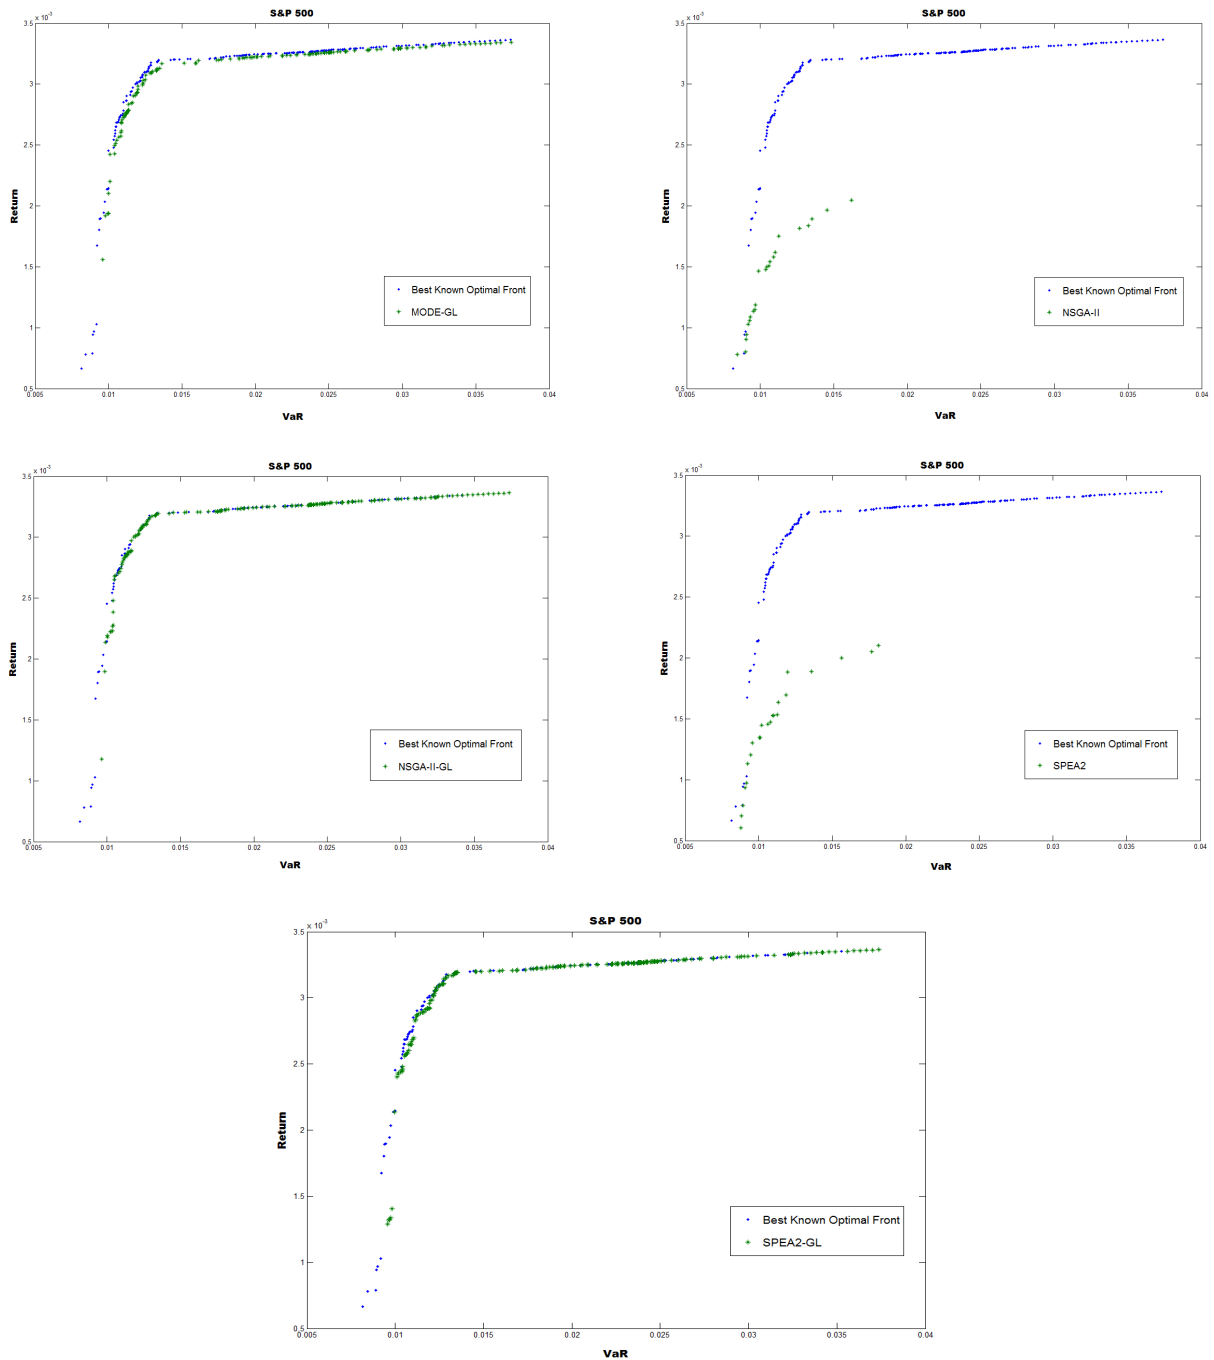 S&P 500
x 10⁻³
3.5
3
2.5
2
1.5
1
0.5
Return
Best Known Optimal Front
MODE-GL
0.005 0.01 0.015 0.02 0.025 0.03 0.035 0.04
VaR
S&P 500
x 10⁻³
3.5
3
2.5
2
1.5
1
0.5
Return
Best Known Optimal Front
NSGA-II
0.005 0.01 0.015 0.02 0.025 0.03 0.035 0.04
VaR
S&P 500
x 10⁻³
3.5
3
2.5
2
1.5
1
0.5
Return
Best Known Optimal Front
NSGA-II-GL
0.005 0.01 0.015 0.02 0.025 0.03 0.035 0.04
VaR
S&P 500
x 10⁻³
3.5
3
2.5
2
1.5
1
0.5
Return
Best Known Optimal Front
SPEA2
0.005 0.01 0.015 0.02 0.025 0.03 0.035 0.04
VaR
S&P 500
x 10⁻³
3.5
3
2.5
2
1.5
1
0.5
Return
Best Known Optimal Front
SPEA2-GL
0.005 0.01 0.015 0.02 0.025 0.03 0.035 0.04
VaR